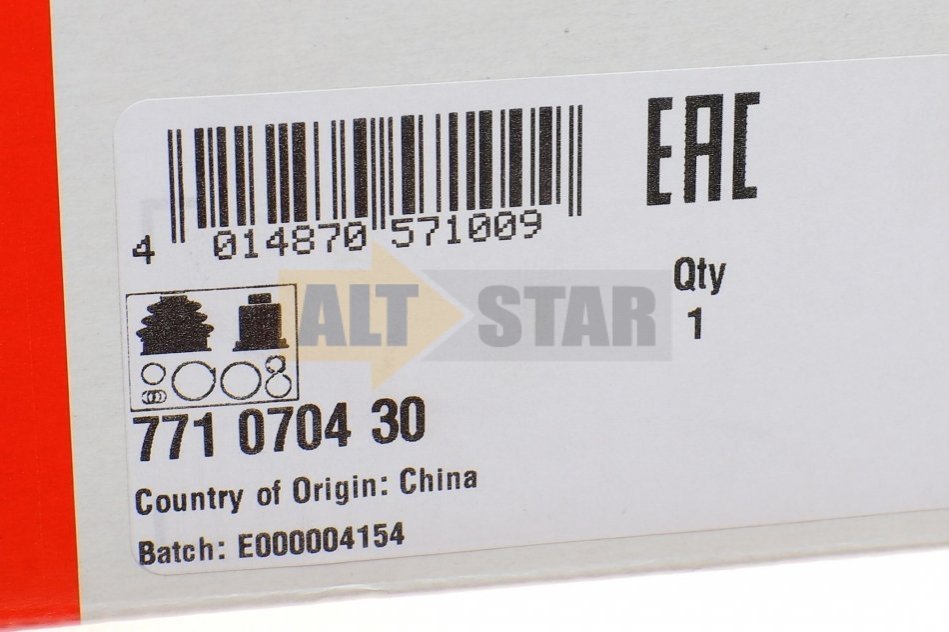 EAC
4 014870 571009
Qty
1
ALT STAR
771 0704 30
Country of Origin: China
Batch: E000004154